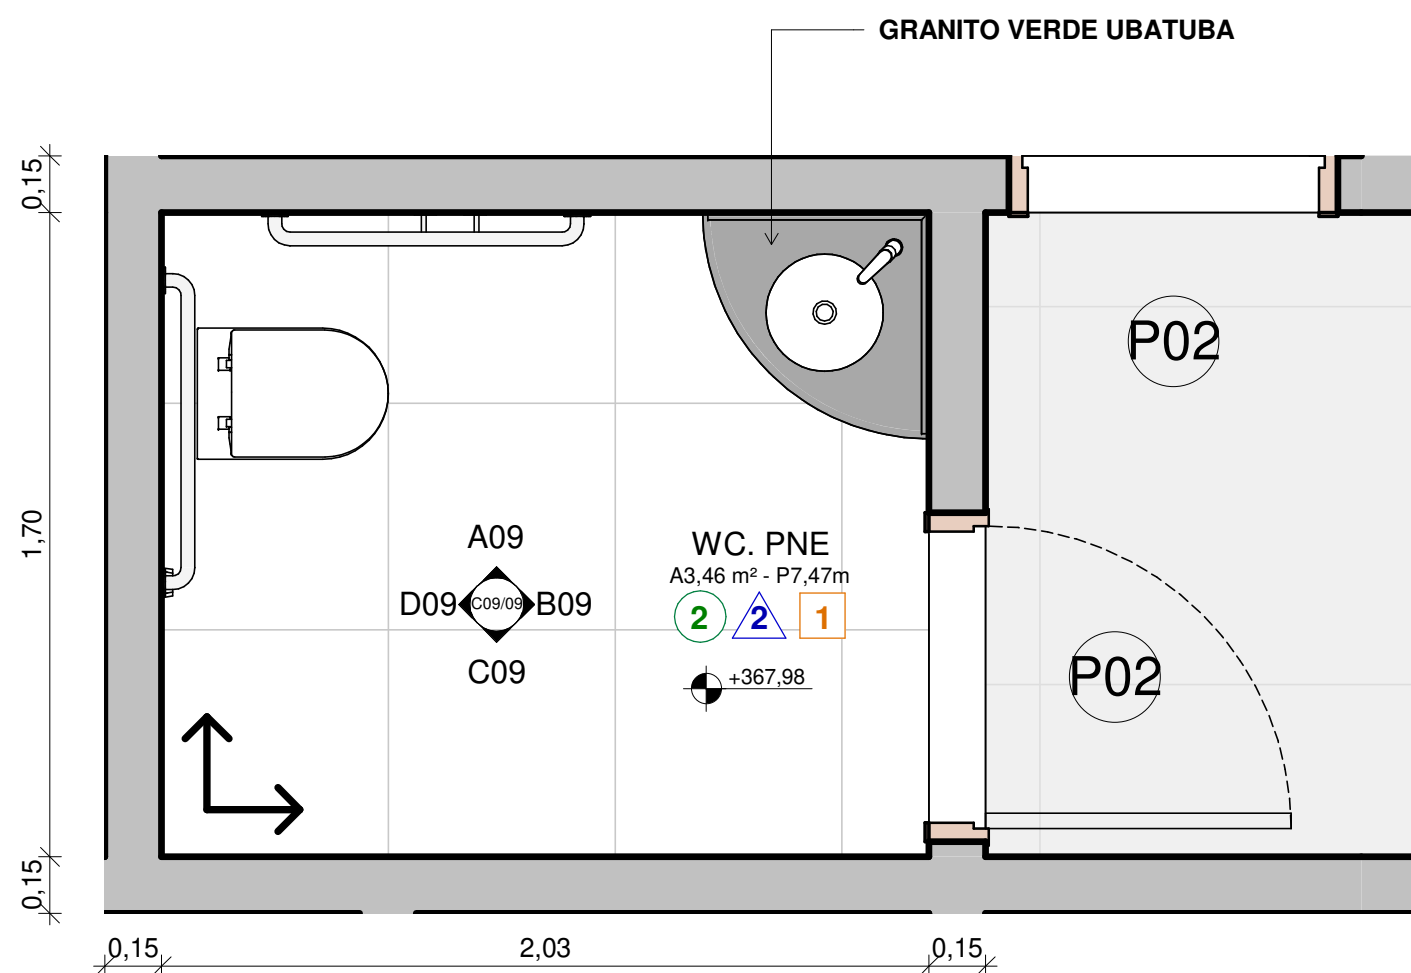 GRANITO VERDE UBATUBA
0,15
P02
1,70
A09
WC. PNE
A3,46 m² - P7,47m
D09
C09/09
B09
2
2
1
C09
+367,98
P02
0,15
0,15
2,03
0,15